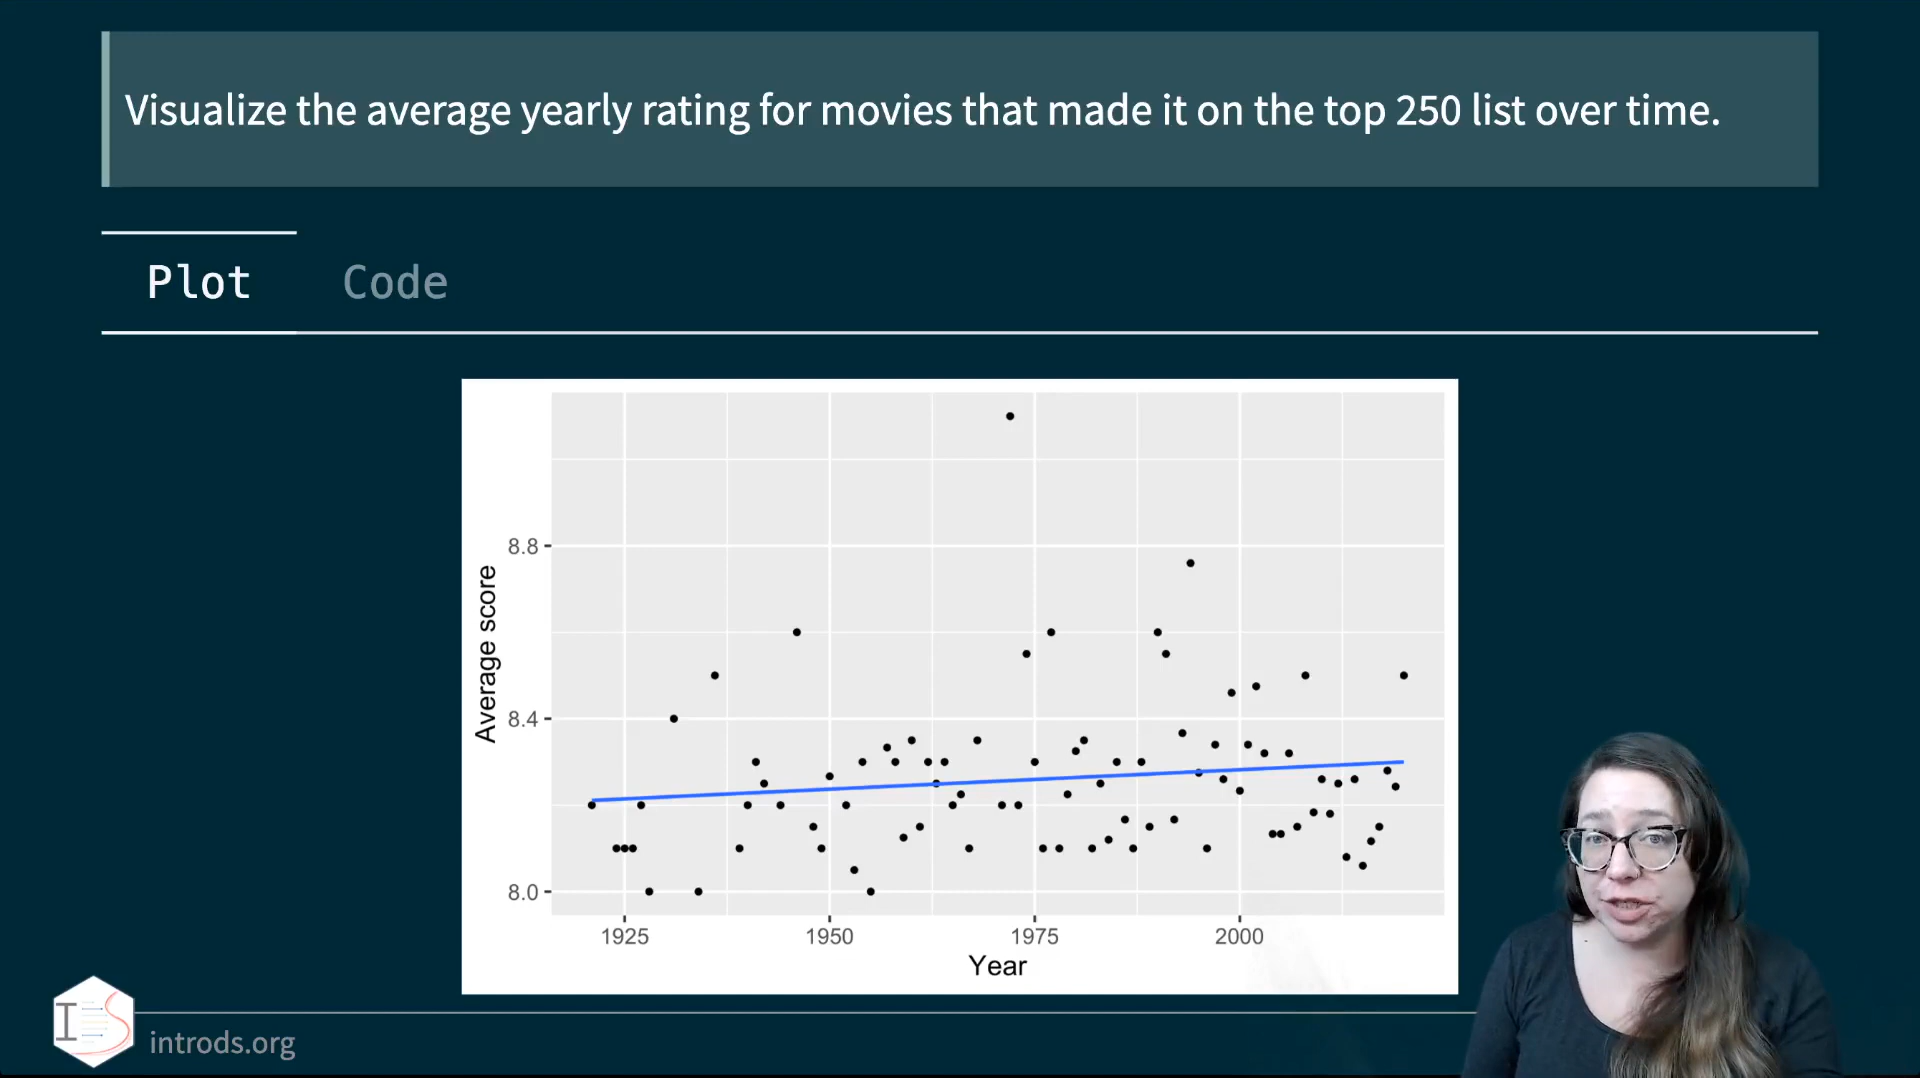 Visualize the average yearly rating for movies that made it on the top 250 list over time.
Plot Code
8.8
8.4
8.0
Average score
1925 1950 1975 2000
Year
IS
introds.org